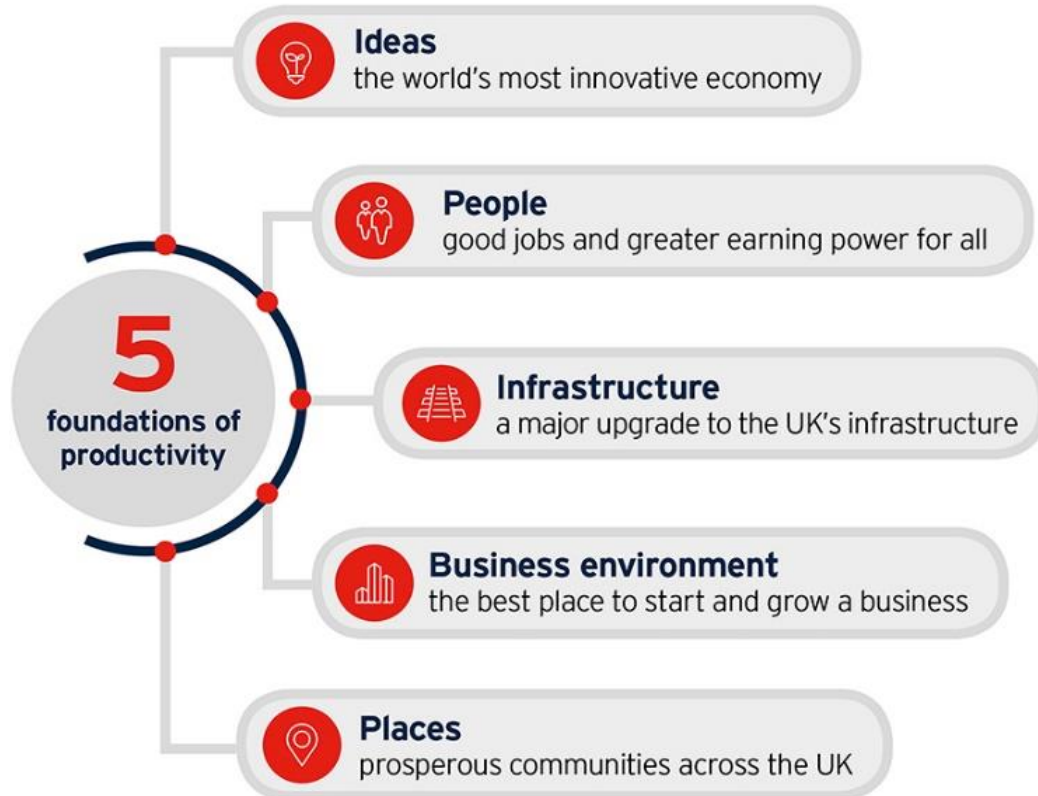 Ideas
the world's most innovative economy
People
good jobs and greater earning power for all
5
foundations of
productivity
Infrastructure
a major upgrade to the UK's infrastructure
Business environment
the best place to start and grow a business
Places
prosperous communities across the UK